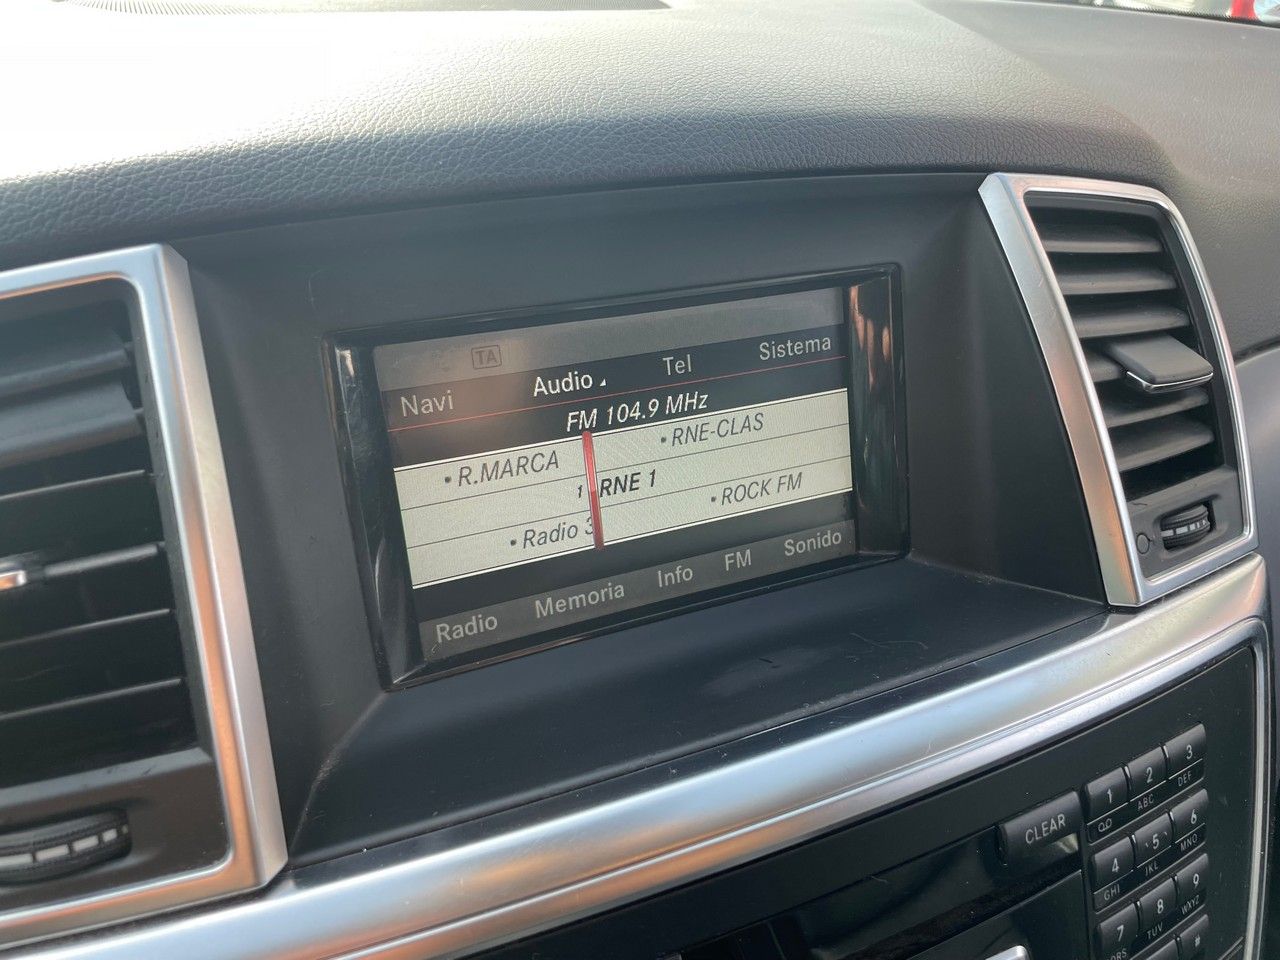 TA
Navi Audio Tel Sistema
FM 104.9 MHz
• R.MARCA • RNE-CLAS
1 RNE 1
• Radio 3 • ROCK FM
Radio Memoria Info FM Sonido
CLEAR
1 2 3
ABC DEF
4 5 6
GHI JKL MNO
7 8 9
TUV WXYZ
#